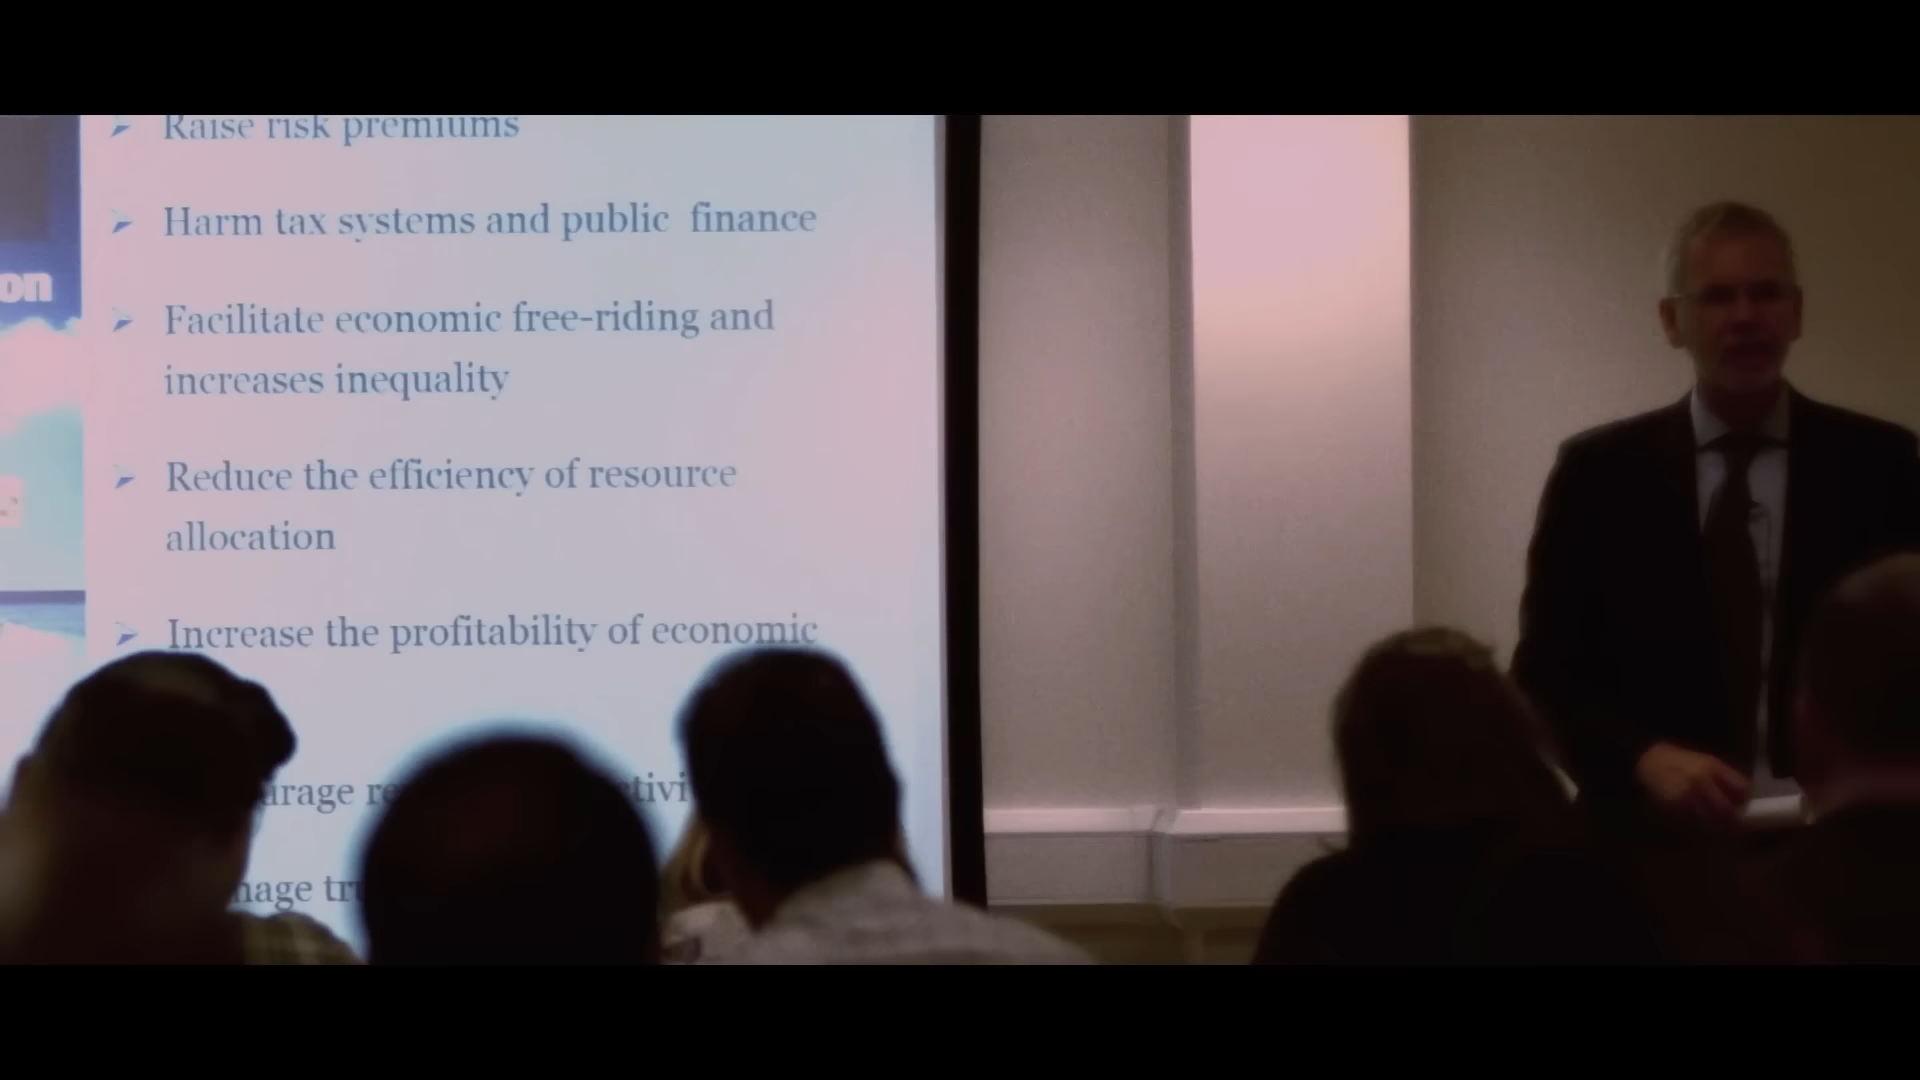 Raise risk premiums
on
Harm tax systems and public finance
Facilitate economic free-riding and
increases inequality
Reduce the efficiency of resource
allocation
Increase the profitability of economic